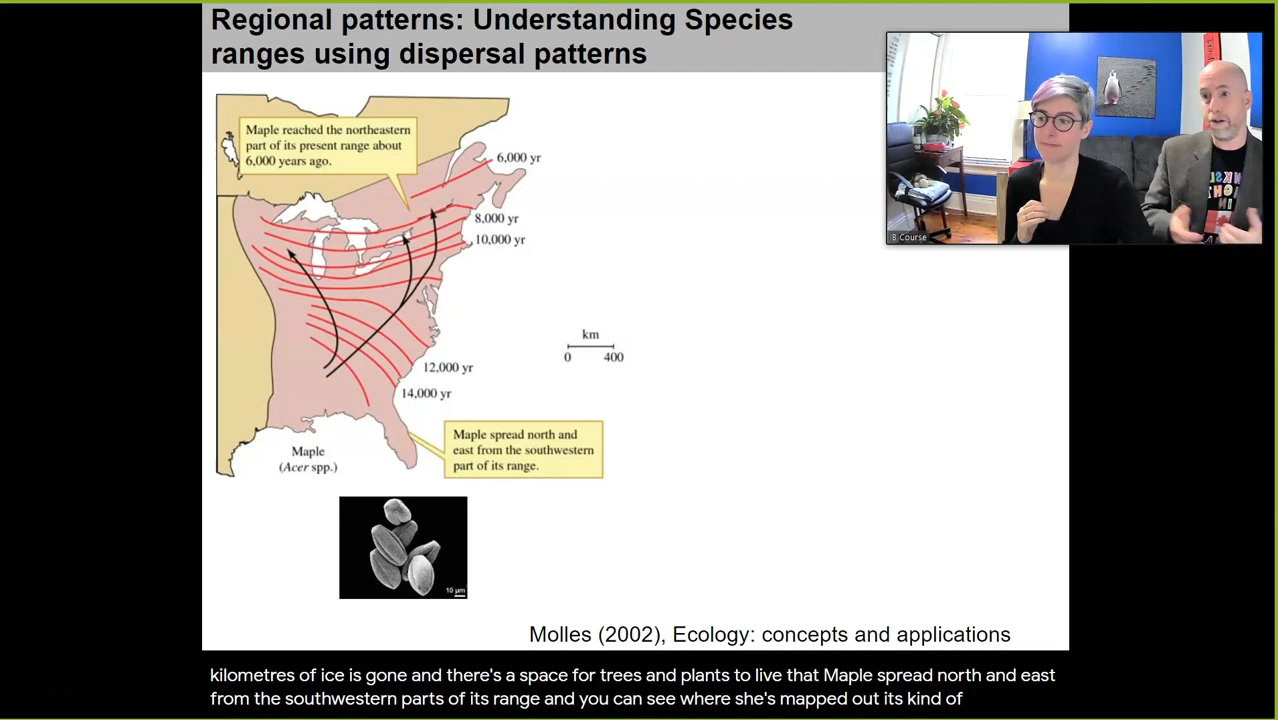 Regional patterns: Understanding Species
ranges using dispersal patterns
Maple reached the northeastern
part of its present range about
6,000 years ago.
6,000 yr
8,000 yr
10,000 yr
km
0 400
12,000 yr
14,000 yr
Maple spread north and
east from the southwestern
part of its range.
Maple
(Acer spp.)
10 µm
B Course
Molles (2002), Ecology: concepts and applications
kilometres of ice is gone and there's a space for trees and plants to live that Maple spread north and east
from the southwestern parts of its range and you can see where she's mapped out its kind of